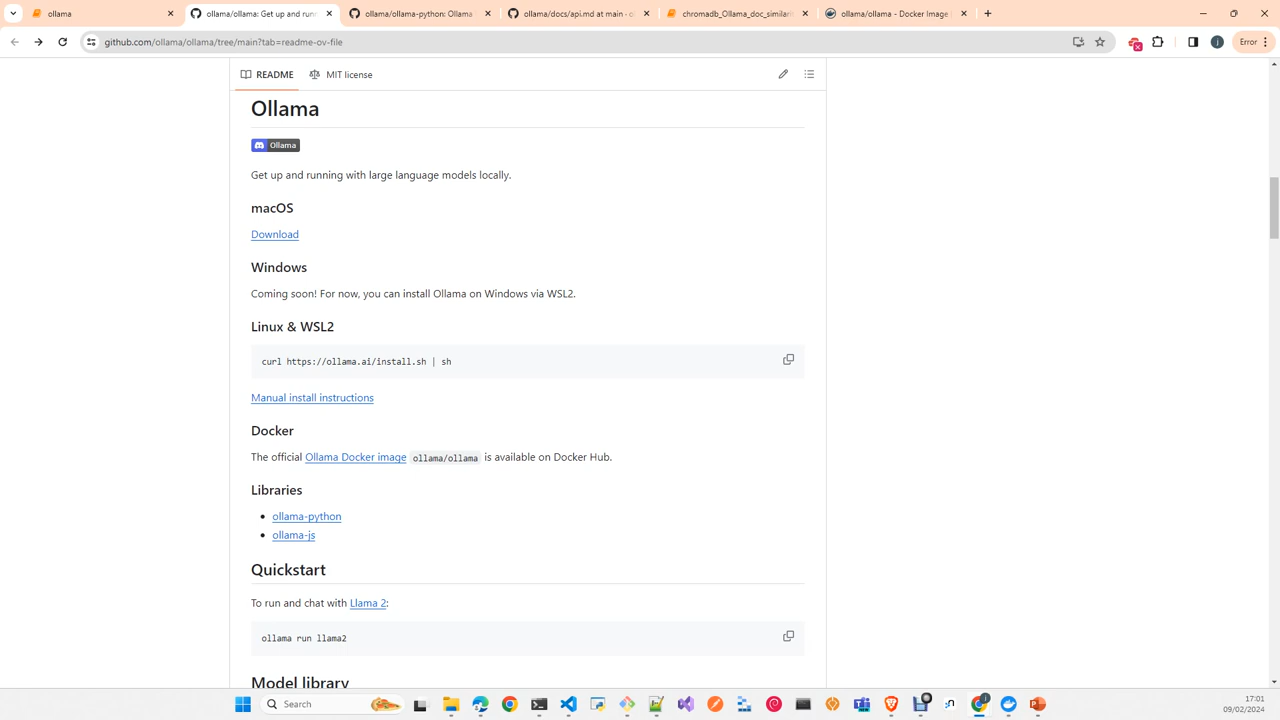 ollama
ollama/ollama: Get up and runn
ollama/ollama-python: Ollama
ollama/docs/api.md at main · o
chromadb_Ollama_doc_similarit
ollama/ollama - Docker Image |
github.com/ollama/ollama/tree/main?tab=readme-ov-file
j
Error
README
MIT license
Ollama
Ollama
Get up and running with large language models locally.
macOS
Download
Windows
Coming soon! For now, you can install Ollama on Windows via WSL2.
Linux & WSL2
curl https://ollama.ai/install.sh | sh
Manual install instructions
Docker
The official Ollama Docker image ollama/ollama is available on Docker Hub.
Libraries
ollama-python
ollama-js
Quickstart
To run and chat with Llama 2:
ollama run llama2
Model library
Search
17:01
09/02/2024